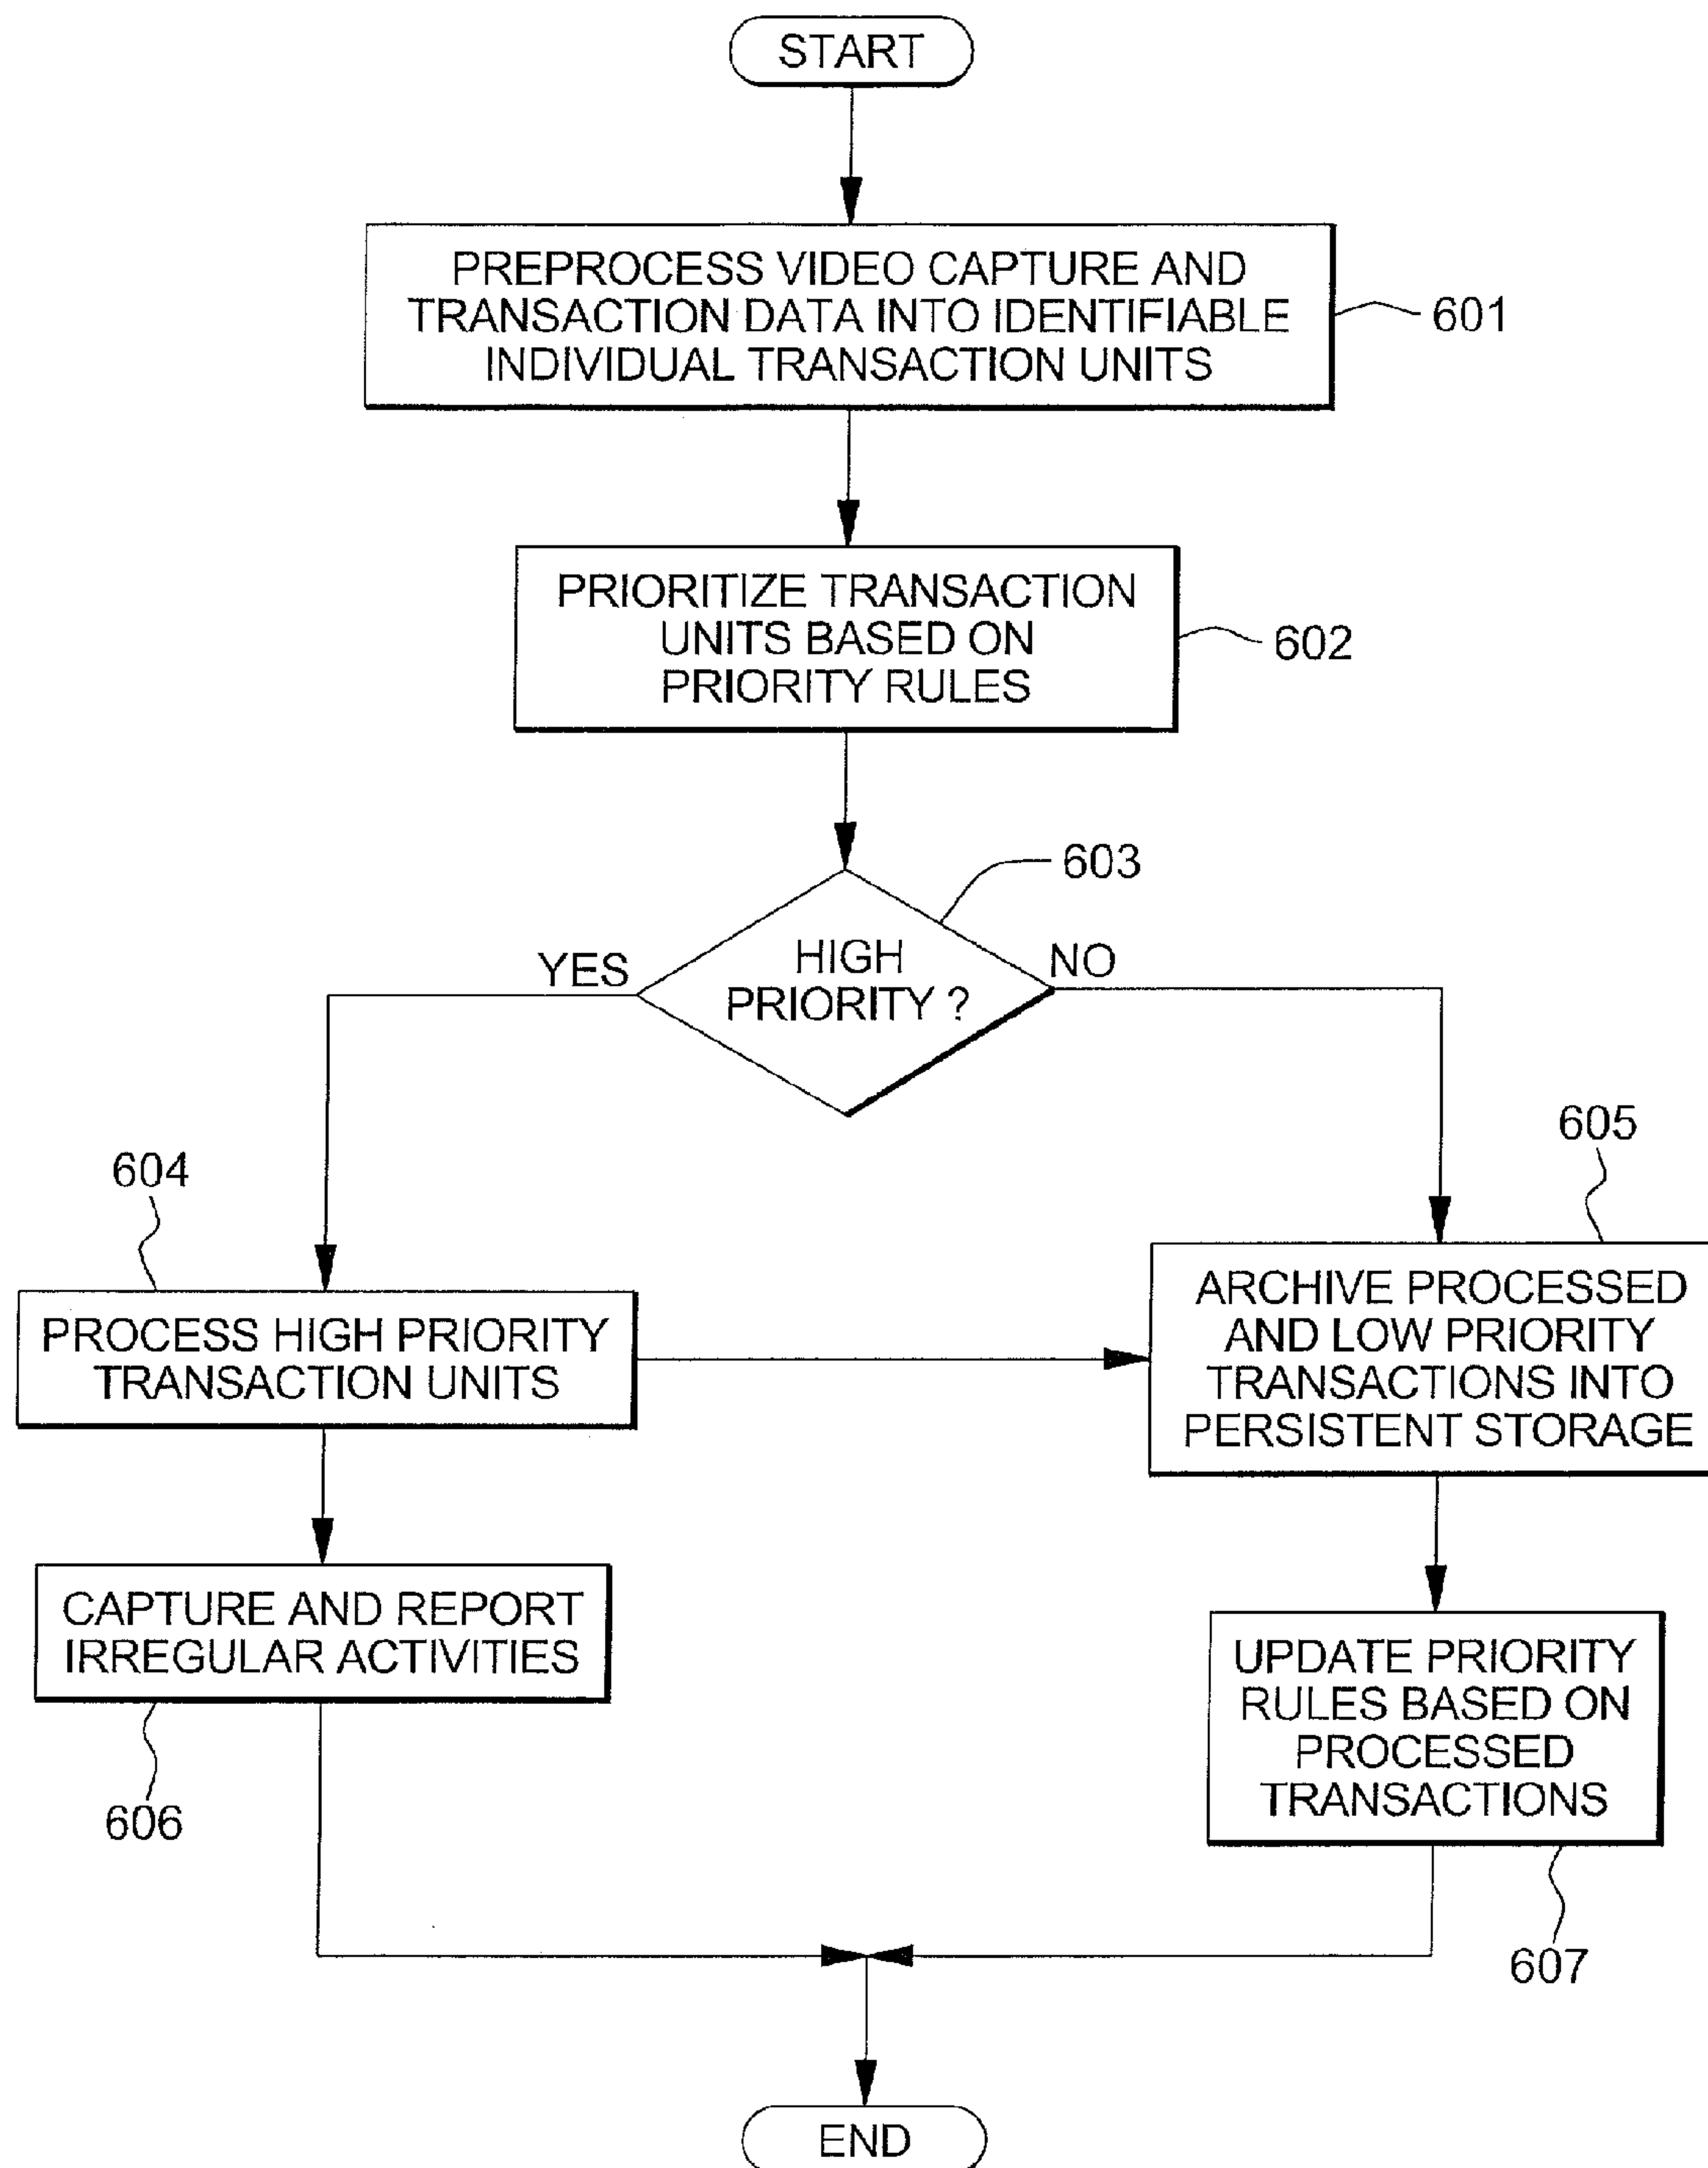 START
PREPROCESS VIDEO CAPTURE AND
TRANSACTION DATA INTO IDENTIFIABLE
INDIVIDUAL TRANSACTION UNITS
601
PRIORITIZE TRANSACTION
UNITS BASED ON
PRIORITY RULES
602
603
HIGH
PRIORITY ?
YES
NO
604
PROCESS HIGH PRIORITY
TRANSACTION UNITS
605
ARCHIVE PROCESSED
AND LOW PRIORITY
TRANSACTIONS INTO
PERSISTENT STORAGE
CAPTURE AND REPORT
IRREGULAR ACTIVITIES
606
UPDATE PRIORITY
RULES BASED ON
PROCESSED
TRANSACTIONS
607
END